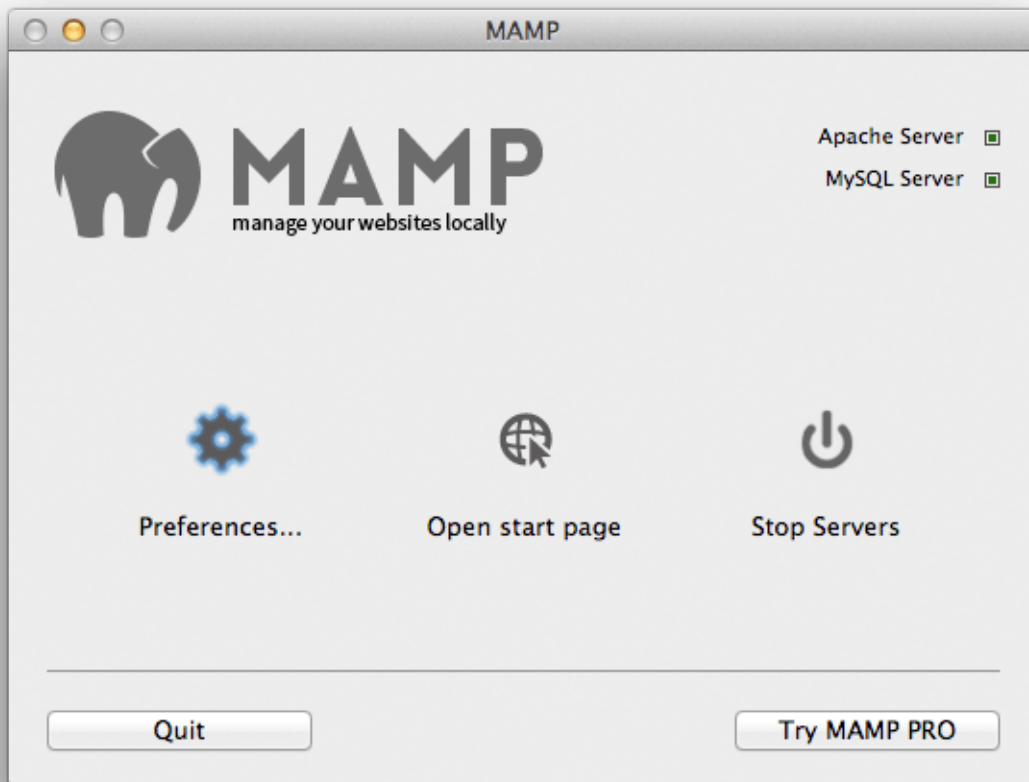 MAMP
MAMP
manage your websites locally
Apache Server
MySQL Server
Preferences...
Open start page
Stop Servers
Quit
Try MAMP PRO